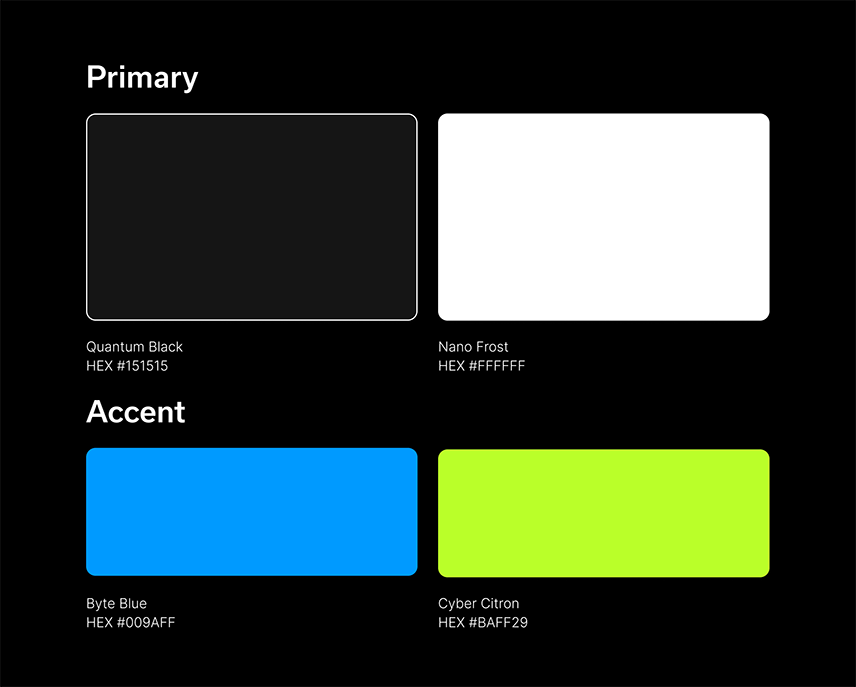 Primary
Quantum Black
HEX #151515
Nano Frost
HEX #FFFFFF
Accent
Byte Blue
HEX #009AFF
Cyber Citron
HEX #BAFF29